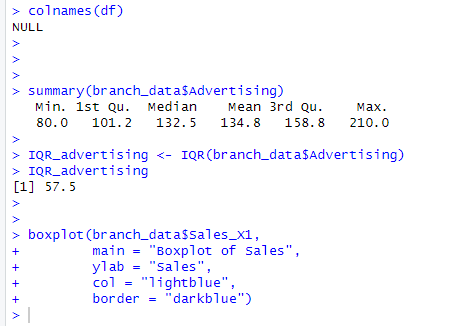 > colnames(df)
NULL
>
>
>
> summary(branch_data$Advertising)
   Min. 1st Qu.  Median    Mean 3rd Qu.    Max.
   80.0   101.2   132.5   134.8   158.8   210.0
>
> IQR_advertising <- IQR(branch_data$Advertising)
> IQR_advertising
[1] 57.5
>
>
> boxplot(branch_data$Sales_X1,
+         main = "Boxplot of Sales",
+         ylab = "Sales",
+         col = "lightblue",
+         border = "darkblue")
>